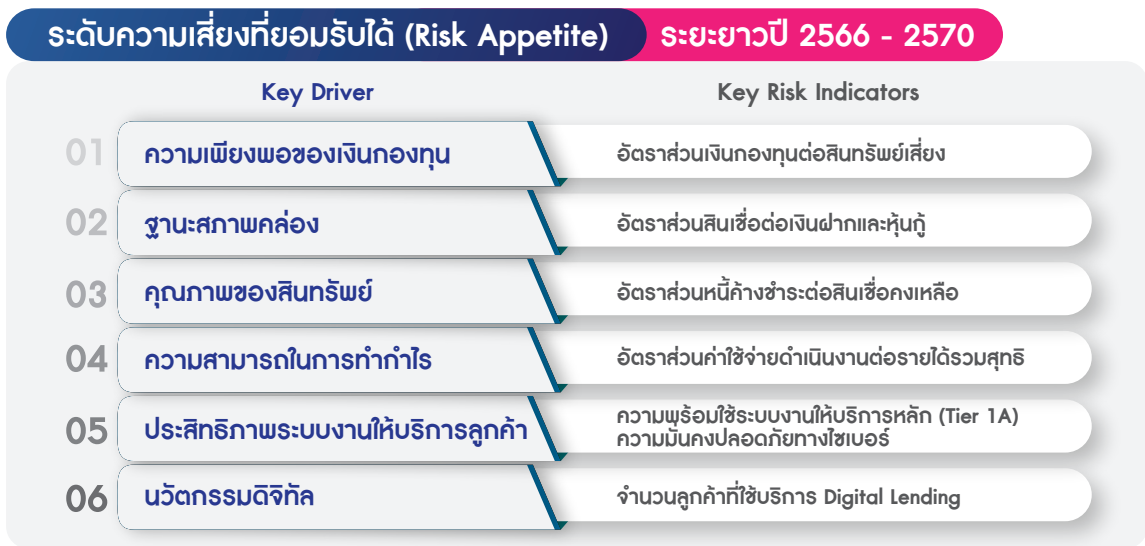 ระดับความเสี่ยงที่ยอมรับได้ (Risk Appetite) ระยะยาวปี 2566 - 2570
Key Driver Key Risk Indicators
01 ความเพียงพอของเงินกองทุน อัตราส่วนเงินกองทุนต่อสินทรัพย์เสี่ยง
02 ฐานะสภาพคล่อง อัตราส่วนสินเชื่อต่อเงินฝากและหุ้นกู้
03 คุณภาพของสินทรัพย์ อัตราส่วนหนี้ค้างชำระต่อสินเชื่อคงเหลือ
04 ความสามารถในการทำกำไร อัตราส่วนค่าใช้จ่ายดำเนินงานต่อรายได้รวมสุทธิ
05 ประสิทธิภาพระบบงานให้บริการลูกค้า ความพร้อมใช้ระบบงานให้บริการหลัก (Tier 1A)
ความมั่นคงปลอดภัยทางไซเบอร์
06 นวัตกรรมดิจิทัล จำนวนลูกค้าที่ใช้บริการ Digital Lending